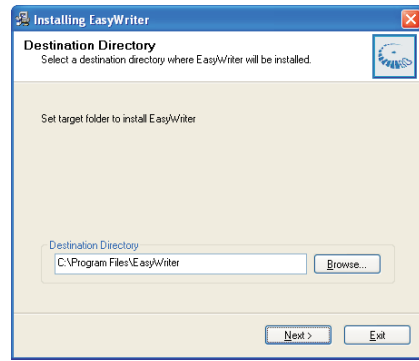 Installing EasyWriter
Destination Directory
Select a destination directory where EasyWriter will be installed.
Set target folder to install EasyWriter
Destination Directory
C:\Program Files\EasyWriter
Browse...
Next >
Exit